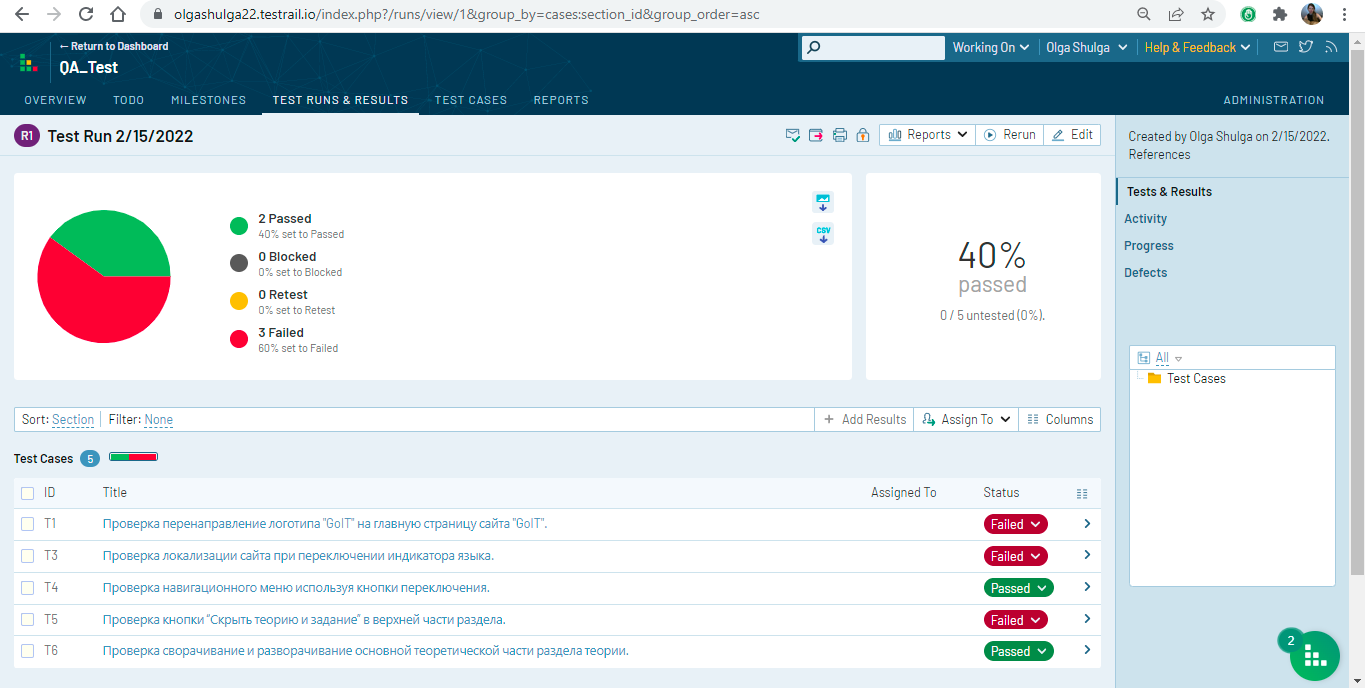 olgashulga22.testrail.io/index.php?/runs/view/1&group_by=cases:section_id&group_order=asc
← Return to Dashboard
QA_Test
Working On
Olga Shulga
Help & Feedback
OVERVIEW TODO MILESTONES TEST RUNS & RESULTS TEST CASES REPORTS ADMINISTRATION
R1 Test Run 2/15/2022
Reports Rerun Edit
Created by Olga Shulga on 2/15/2022.
References
Tests & Results
Activity
Progress
Defects
2 Passed
40% set to Passed
0 Blocked
0% set to Blocked
0 Retest
0% set to Retest
3 Failed
60% set to Failed
CSV
40%
passed
0 / 5 untested (0%).
All
Test Cases
Sort: Section Filter: None + Add Results Assign To Columns
Test Cases 5
ID Title Assigned To Status
T1 Проверка перенаправление логотипа "GoIT" на главную страницу сайта "GoIT". Failed
T3 Проверка локализации сайта при переключении индикатора языка. Failed
T4 Проверка навигационного меню используя кнопки переключения. Passed
T5 Проверка кнопки "Скрыть теорию и задание" в верхней части раздела. Failed
T6 Проверка сворачивание и разворачивание основной теоретической части раздела теории. Passed
2